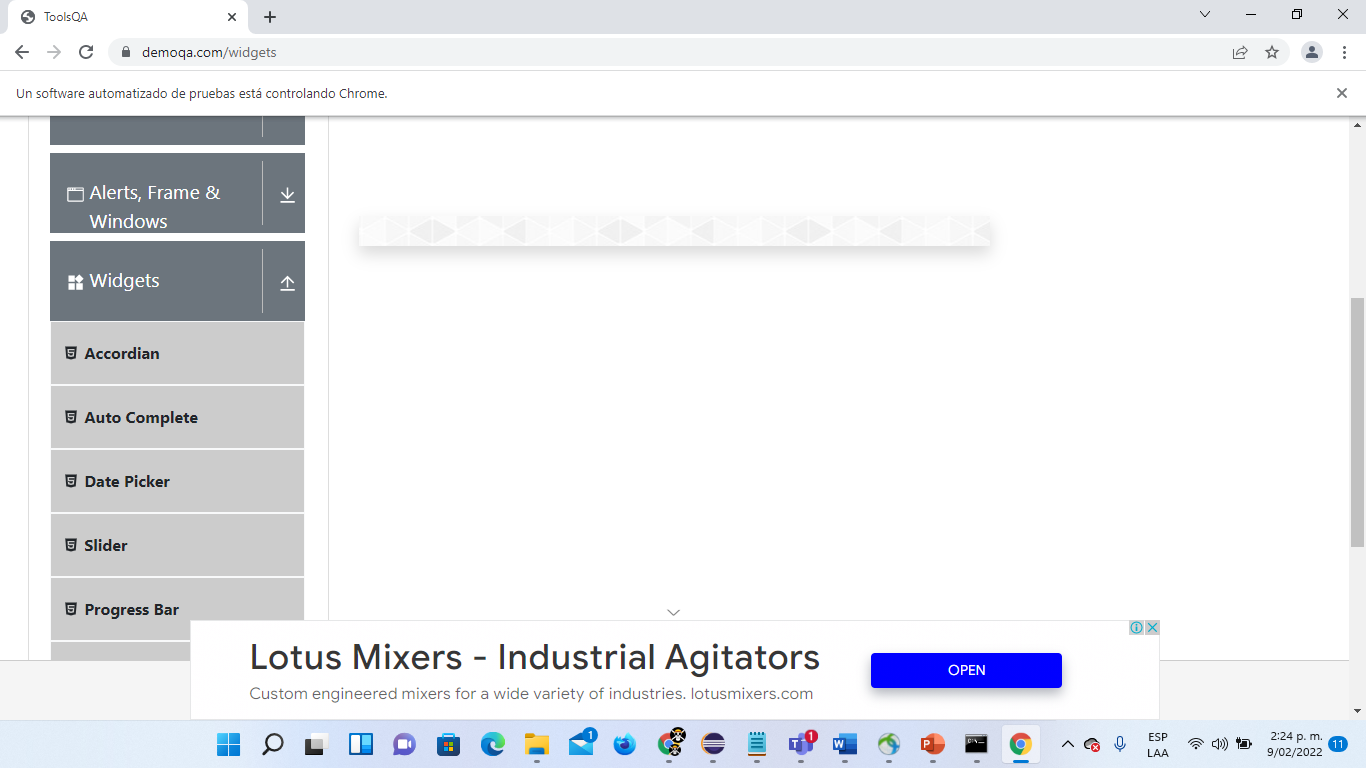 ToolsQA
demoqa.com/widgets
Un software automatizado de pruebas está controlando Chrome.
Alerts, Frame &
Windows
Widgets
Accordian
Auto Complete
Date Picker
Slider
Progress Bar
Lotus Mixers - Industrial Agitators
Custom engineered mixers for a wide variety of industries. lotusmixers.com
OPEN
1
1
ESP
LAA
2:24 p. m.
9/02/2022
11